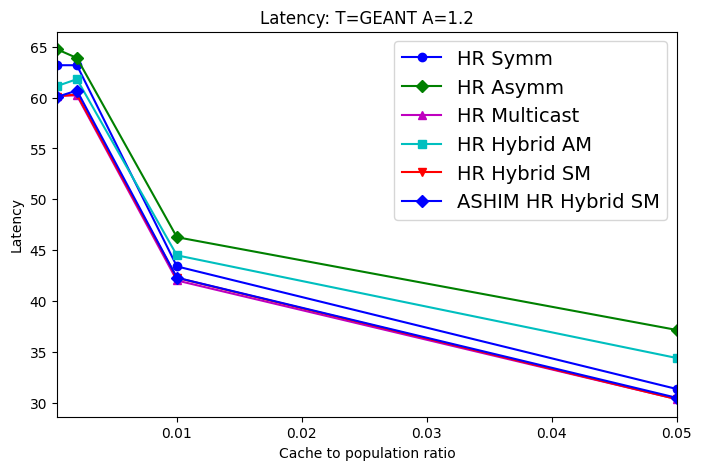 Latency: T=GEANT A=1.2
HR Symm
HR Asymm
HR Multicast
HR Hybrid AM
HR Hybrid SM
ASHIM HR Hybrid SM
Latency
65
60
55
50
45
40
35
30
0.01
0.02
0.03
0.04
0.05
Cache to population ratio